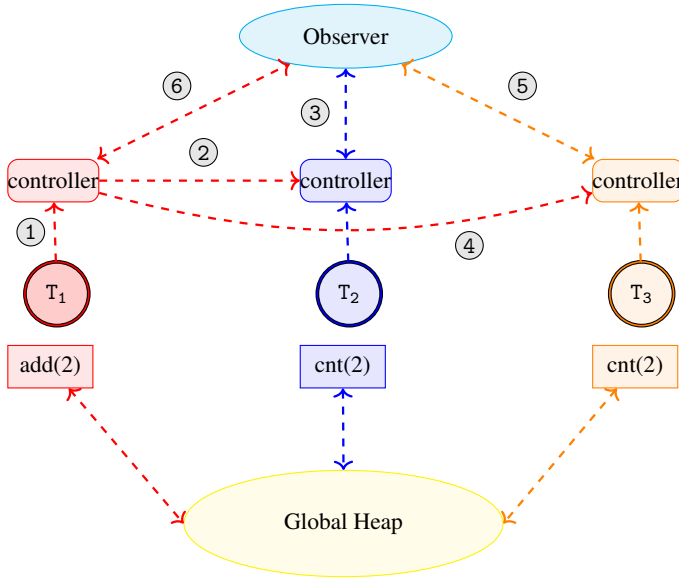 Observer
6
5
3
2
controller
controller
controller
1
4
T1
T2
T3
add(2)
cnt(2)
cnt(2)
Global Heap